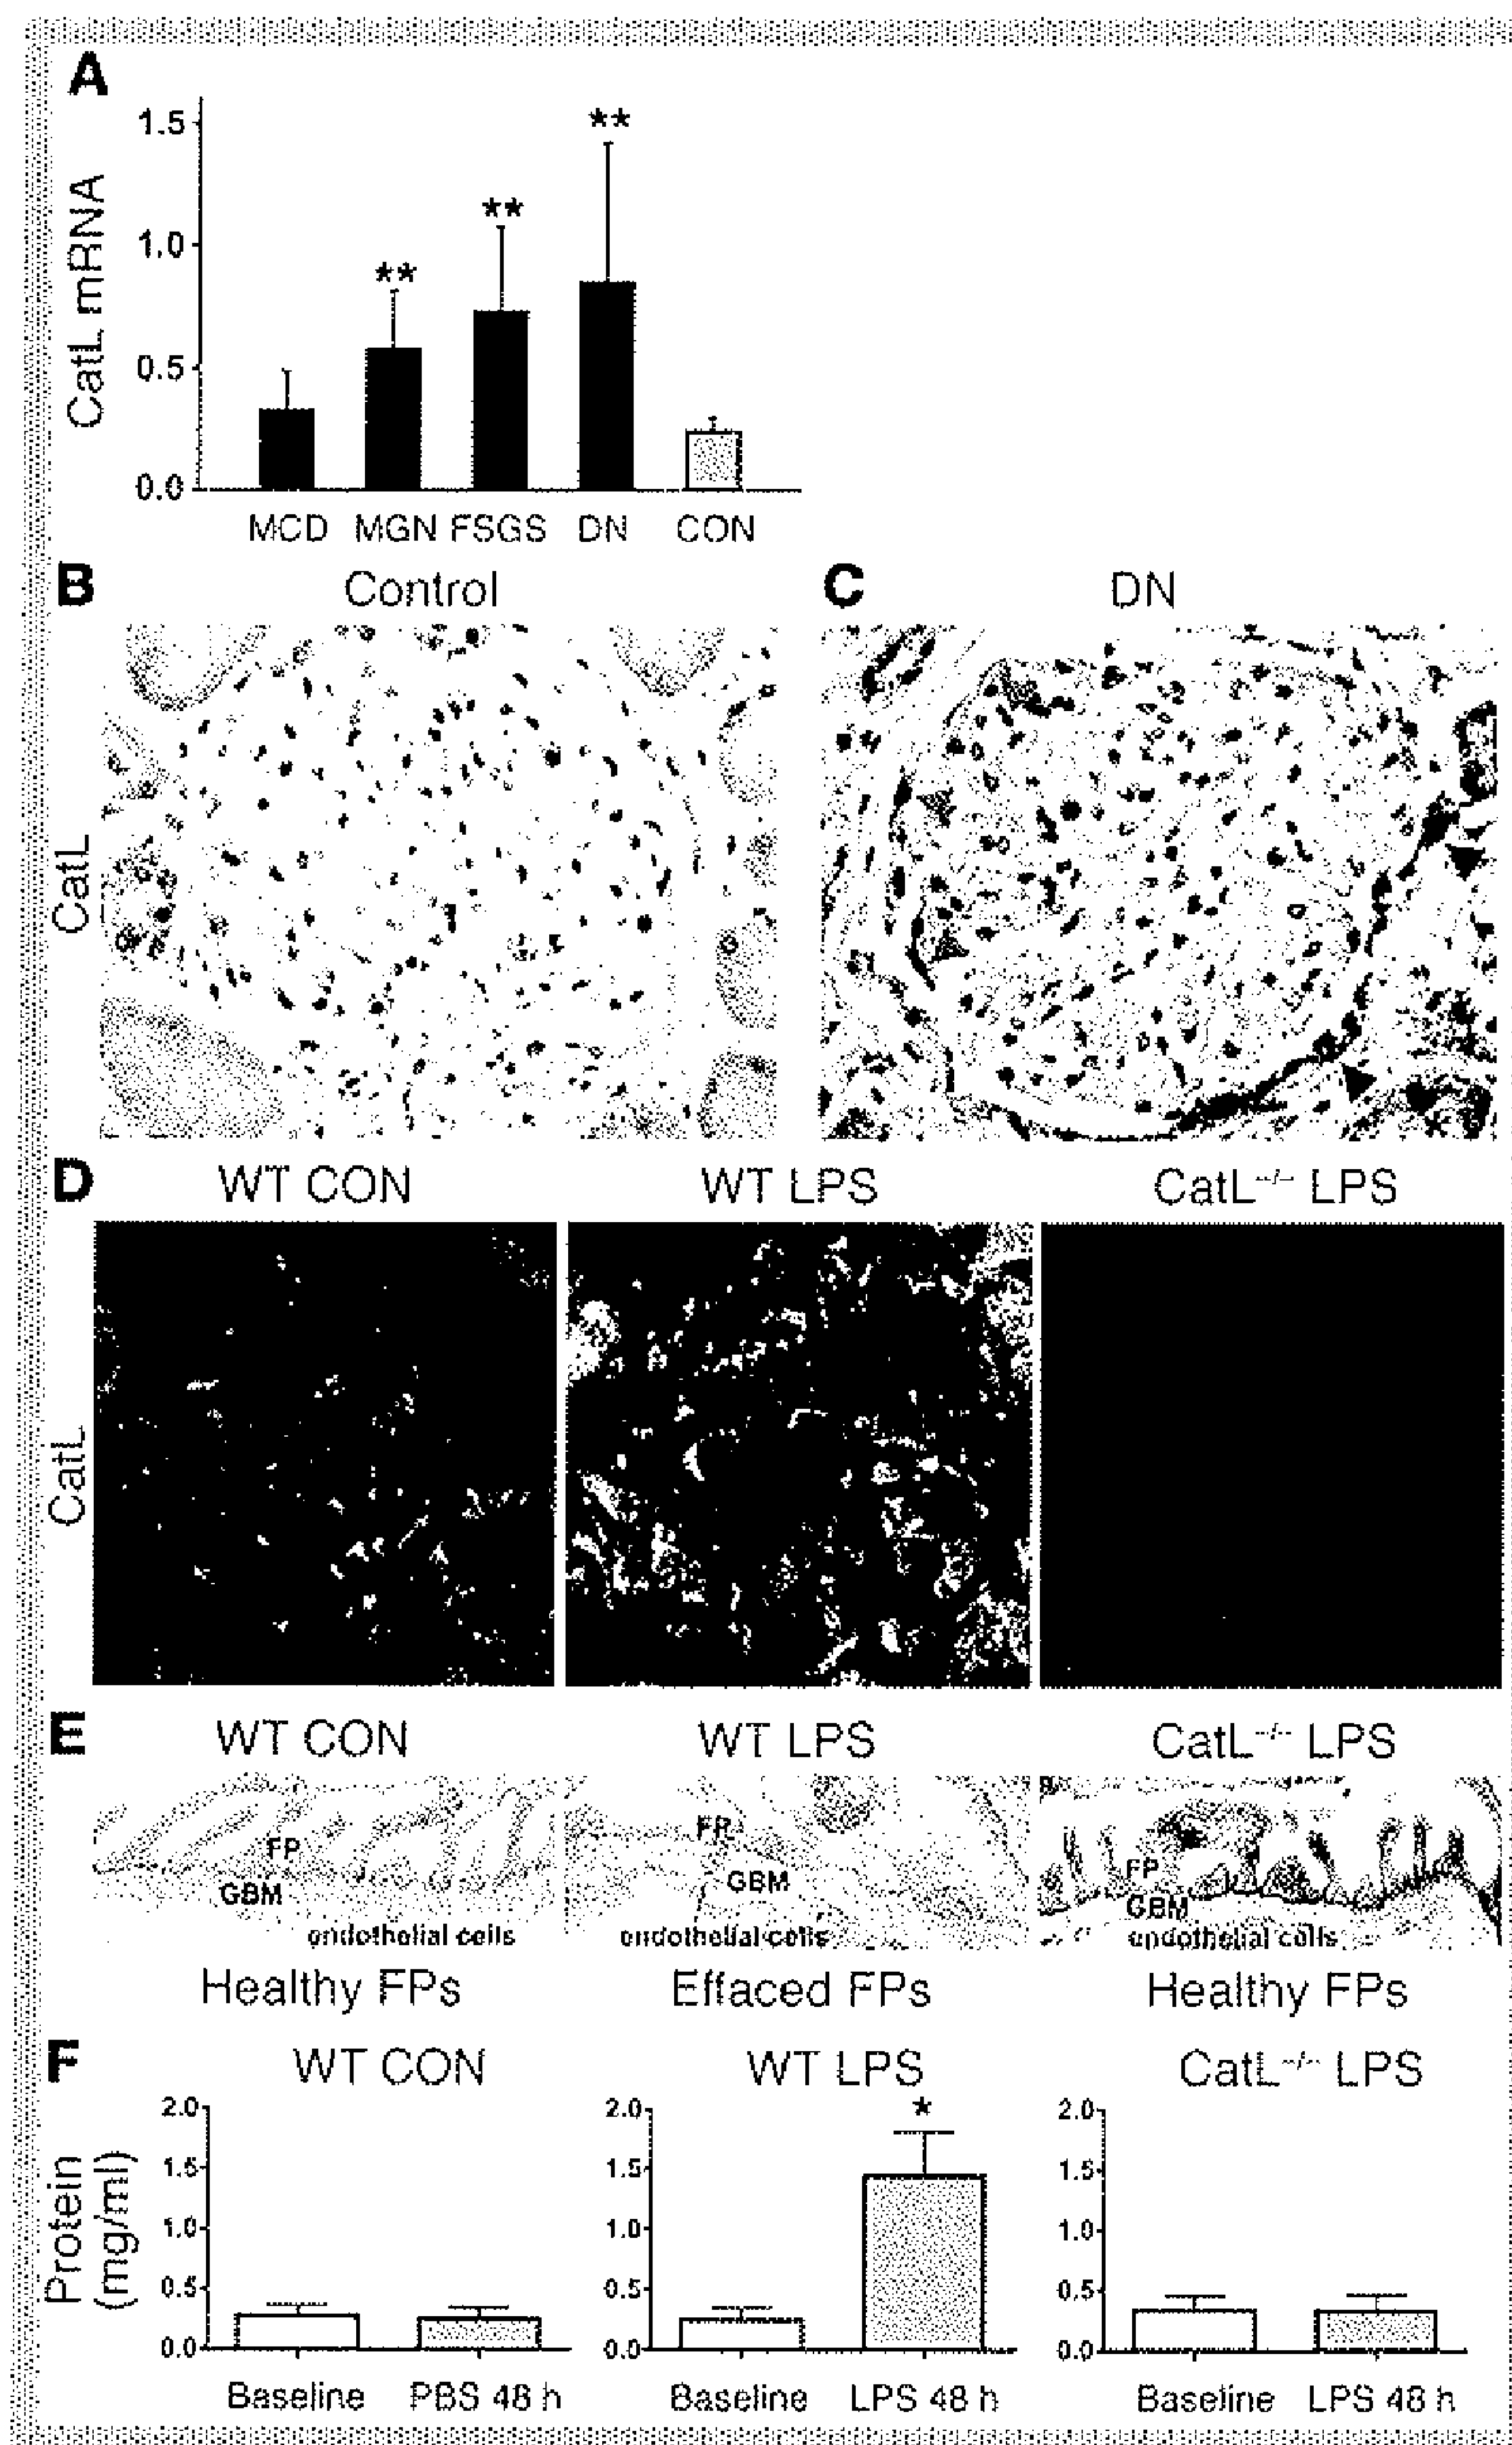 A
**
**
**
1.5
1.0
0.5
0.0
CatL mRNA
MCD MGN FSGS DN CON
B Control C DN
CatL
D WT CON WT LPS CatL-/- LPS
CatL
E WT CON WT LPS CatL-/- LPS
FP FP FP
GBM GBM GBM
endothelial cells endothelial cells endothelial cells
Healthy FPs Effaced FPs Healthy FPs
F WT CON WT LPS CatL-/- LPS
*
2.0 2.0 2.0
1.5 1.5 1.5
1.0 1.0 1.0
0.5 0.5 0.5
0.0 0.0 0.0
Protein
(mg/ml)
Baseline PBS 48 h Baseline LPS 48 h Baseline LPS 48 h